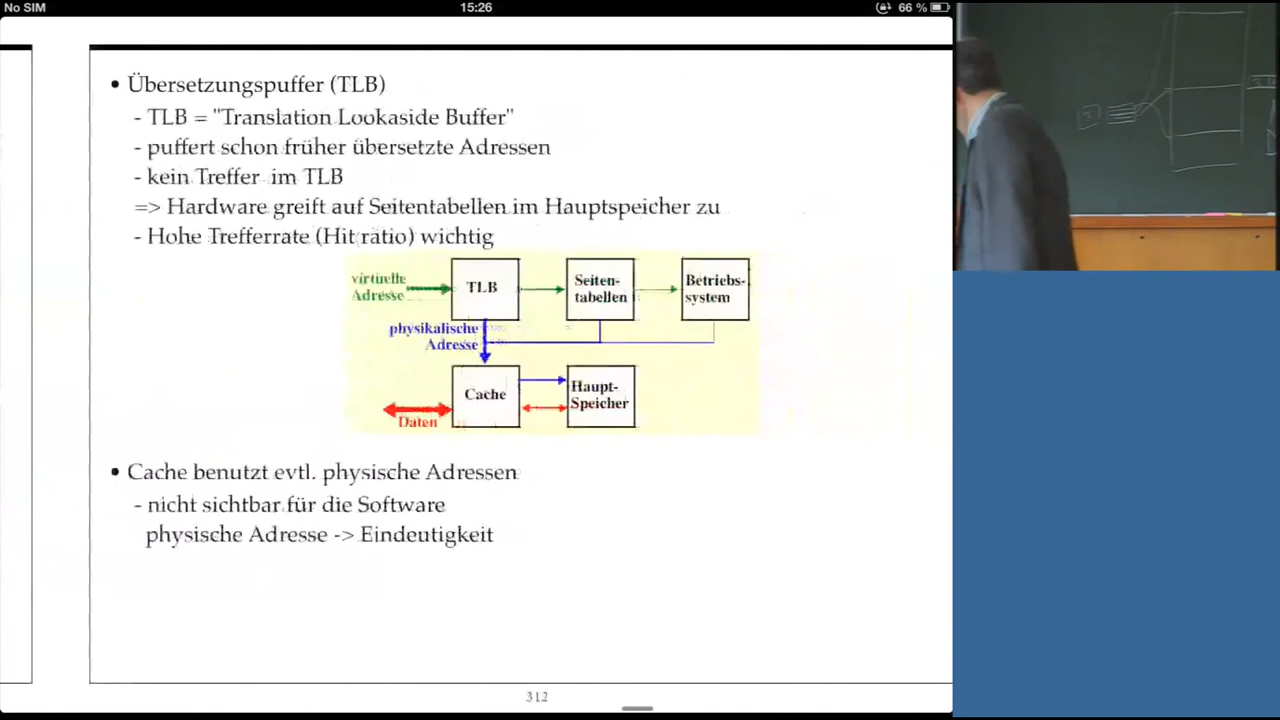 No SIM 15:26 66 %
• Übersetzungspuffer (TLB)
- TLB = "Translation Lookaside Buffer"
- puffert schon früher übersetzte Adressen
- kein Treffer im TLB
=> Hardware greift auf Seitentabellen im Hauptspeicher zu
- Hohe Trefferrate (Hit ratio) wichtig
virtuelle
Adresse
TLB
Seiten-
tabellen
Betriebs-
system
physikalische
Adresse
Cache
Haupt-
Speicher
Daten
• Cache benutzt evtl. physische Adressen
- nicht sichtbar für die Software
physische Adresse -> Eindeutigkeit
312